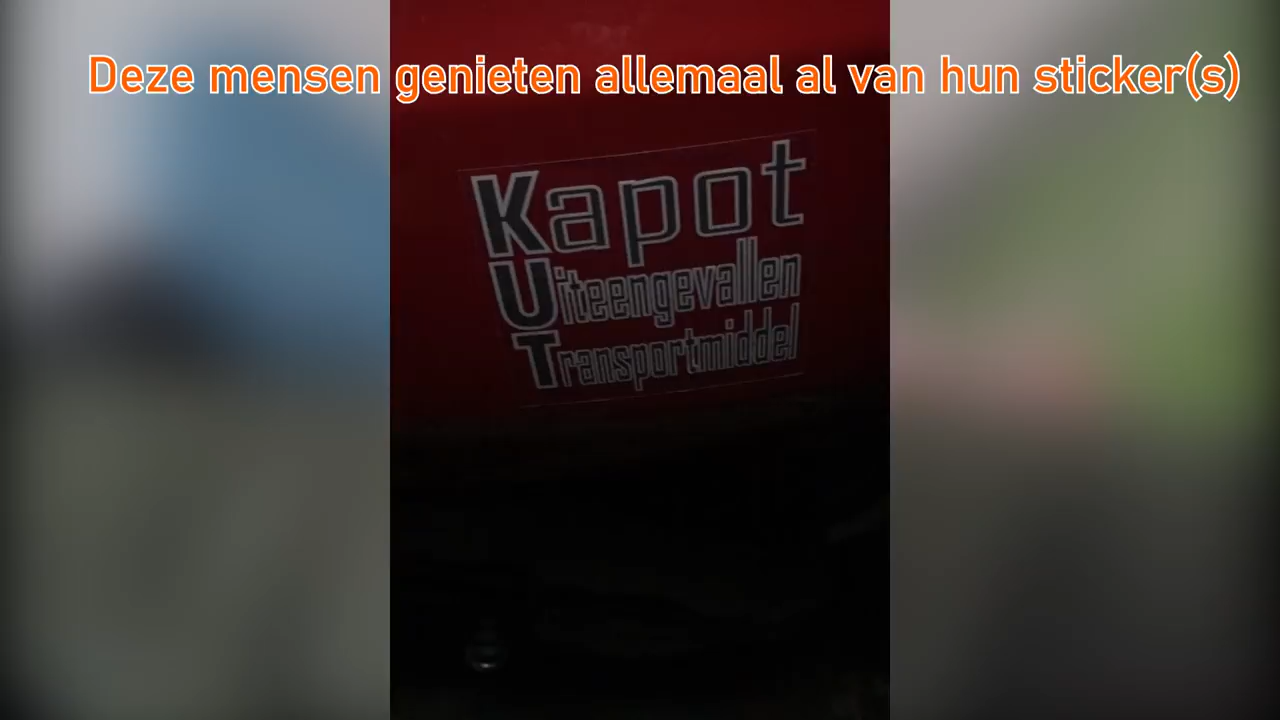 Deze mensen genieten allemaal al van hun sticker(s)
Kapot
Uiteengevallen
Transportmiddel